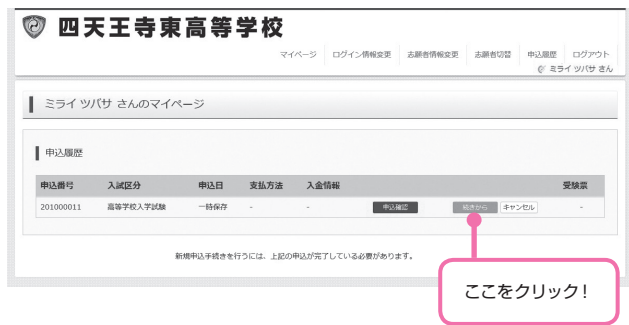 四天王寺東高等学校
マイページ ログイン情報変更 志願者情報変更 志願者切替 申込履歴 ログアウト
ミライ ツバサ さん
ミライ ツバサ さんのマイページ
申込履歴
申込番号 入試区分 申込日 支払方法 入金情報 受験票
201000011 高等学校入学試験 一時保存 - - 申込確認 続きから キャンセル -
新規申込手続きを行うには、上記の申込が完了している必要があります。
ここをクリック!